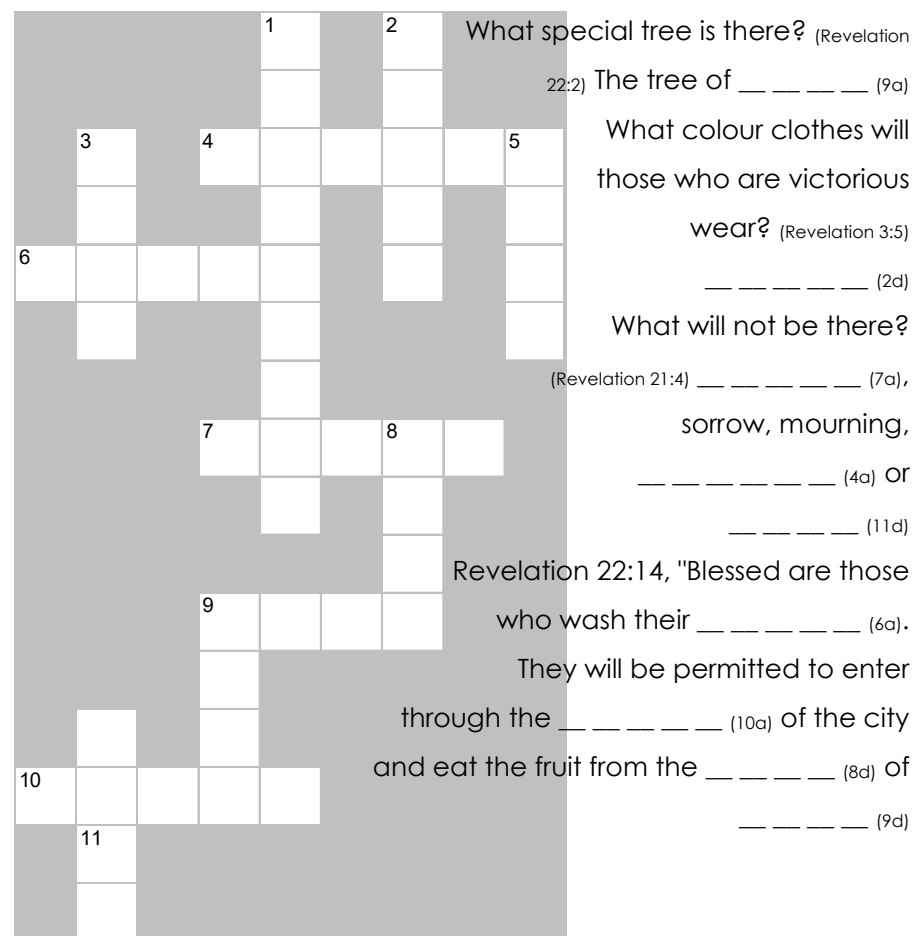 1 2
What special tree is there? (Revelation
22:2) The tree of __ __ __ __ (9a)
What colour clothes will
3 4 5
those who are victorious
wear? (Revelation 3:5)
6
__ __ __ __ __ (2d)
What will not be there?
(Revelation 21:4) __ __ __ __ __ (7a),
7 8
sorrow, mourning,
__ __ __ __ __ __ (4a) or
__ __ __ __ (11d)
Revelation 22:14, "Blessed are those
9
who wash their __ __ __ __ __ (6a).
They will be permitted to enter
through the __ __ __ __ __ (10a) of the city
10
and eat the fruit from the __ __ __ __ (8d) of
__ __ __ __ (9d)
11